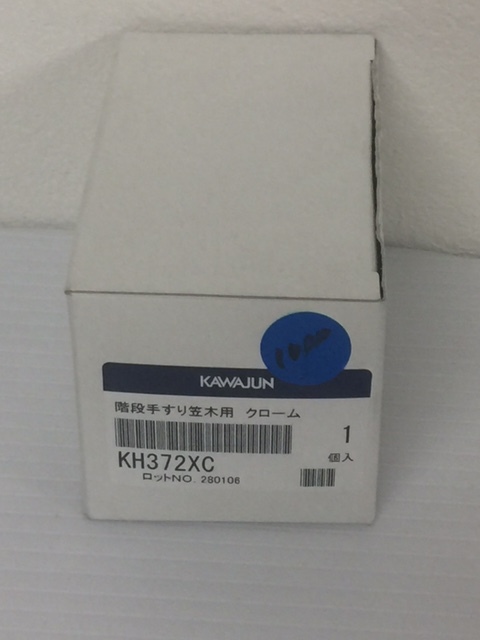 KAWAJUN
階段手すり笠木用 クローム
1
個入
KH372XC
ロットNO. 280106